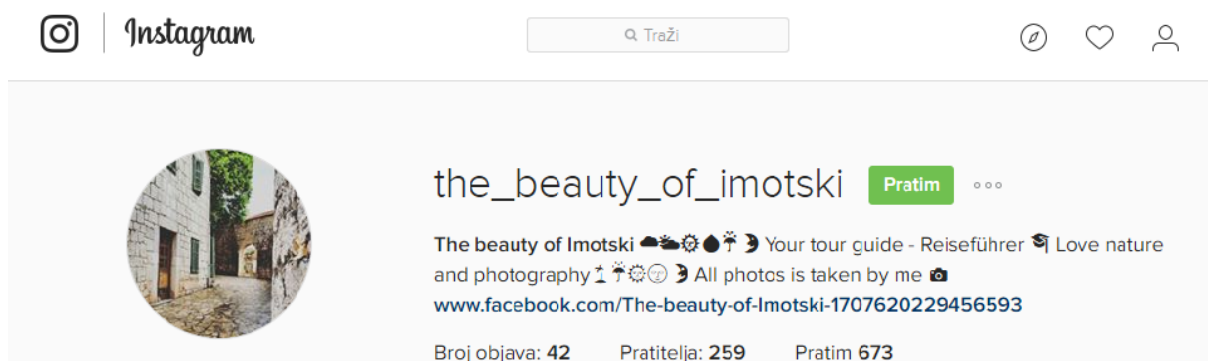 Instagram
Traži
the_beauty_of_imotski Pratim
The beauty of Imotski Your tour guide - Reiseführer Love nature
and photography All photos is taken by me
www.facebook.com/The-beauty-of-Imotski-1707620229456593
Broj objava: 42 Pratitelja: 259 Pratim 673